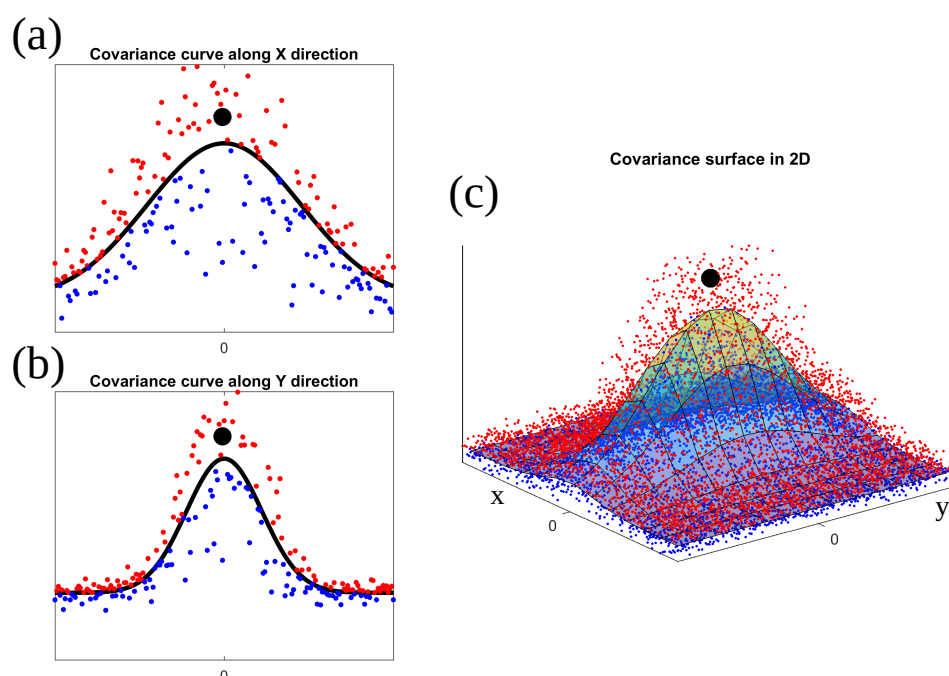 (a)
Covariance curve along X direction
0
(b)
Covariance curve along Y direction
0
Covariance surface in 2D
(c)
x
0
0
y